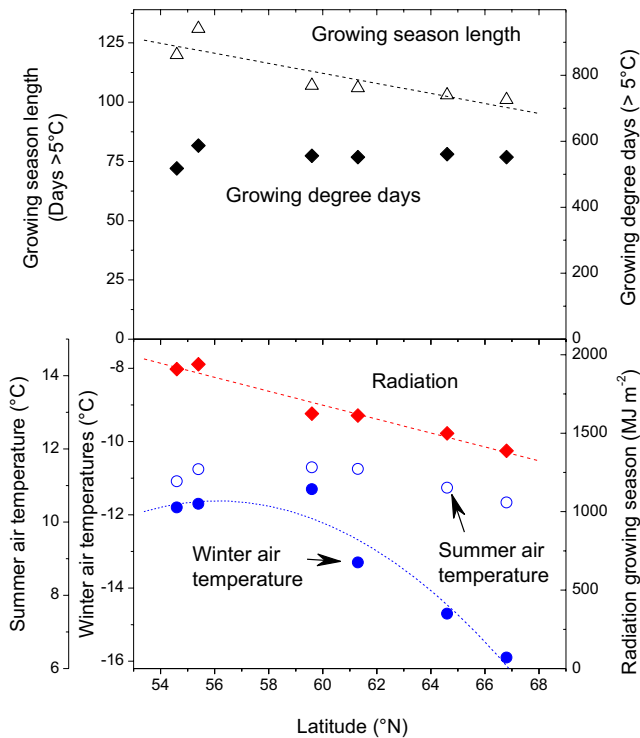 Growing season length
(Days >5°C)
125
100
75
50
25
0
Growing season length
Growing degree days
800
600
400
200
0
Growing degree days (> 5°C)
Summer air temperature (°C)
14
12
10
8
6
Winter air temperatures (°C)
-8
-10
-12
-14
-16
Radiation
Winter air
temperature
Summer air
temperature
2000
1500
1000
500
0
Radiation growing season (MJ m-2)
54 56 58 60 62 64 66 68
Latitude (°N)